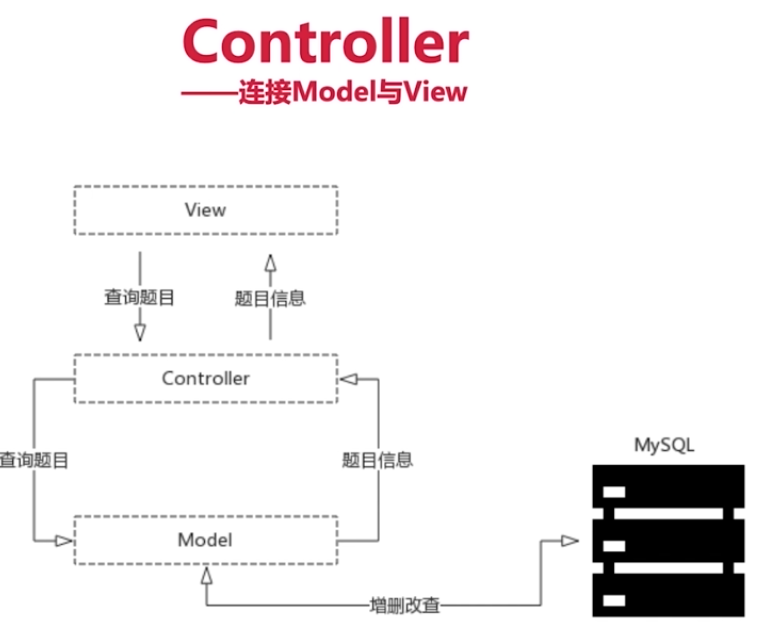 Controller
——连接Model与View
View
查询题目
题目信息
Controller
查询题目
题目信息
MySQL
Model
增删改查